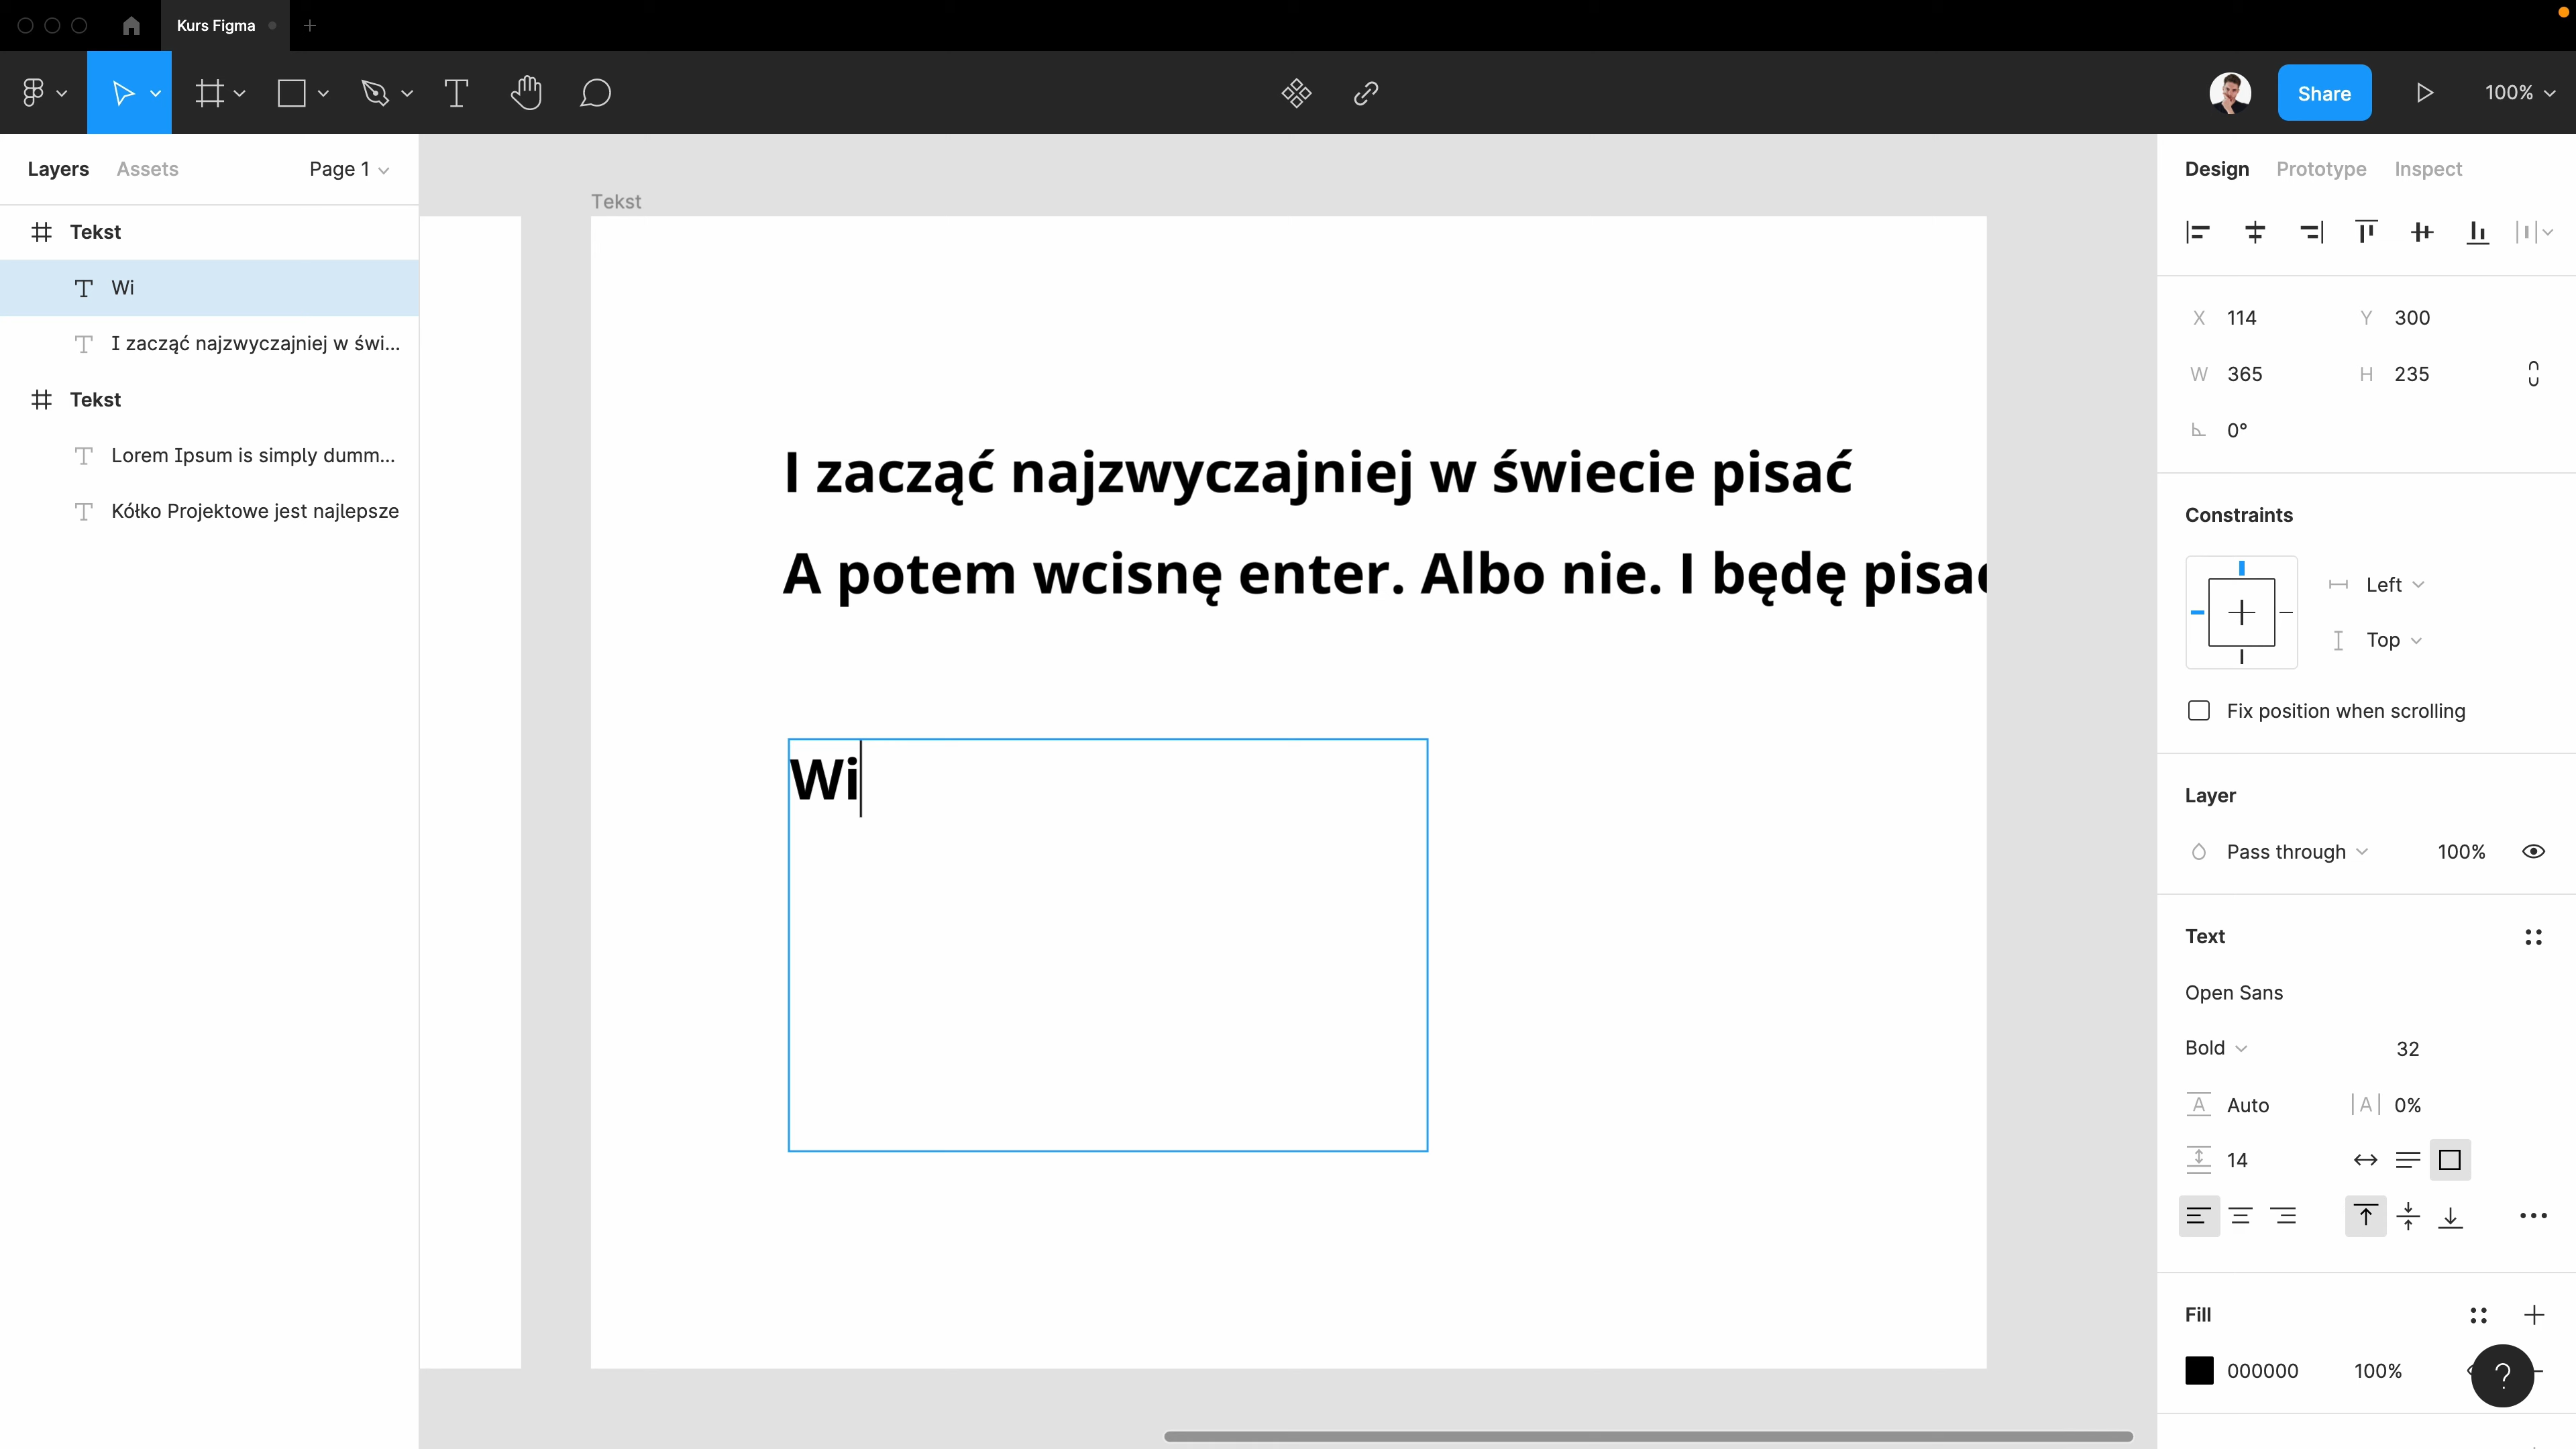 Kurs Figma
Share
100%
Layers
Assets
Page 1
Tekst
Wi
I zacząć najzwyczajniej w świ...
Tekst
Lorem Ipsum is simply dumm...
Kółko Projektowe jest najlepsze
Tekst
I zacząć najzwyczajniej w świecie pisać
A potem wcisnę enter. Albo nie. I będę pisać
Wi
Design
Prototype
Inspect
X 114
Y 300
W 365
H 235
0°
Constraints
Left
Top
Fix position when scrolling
Layer
Pass through
100%
Text
Open Sans
Bold
32
A Auto
|A| 0%
14
Fill
000000
100%
?